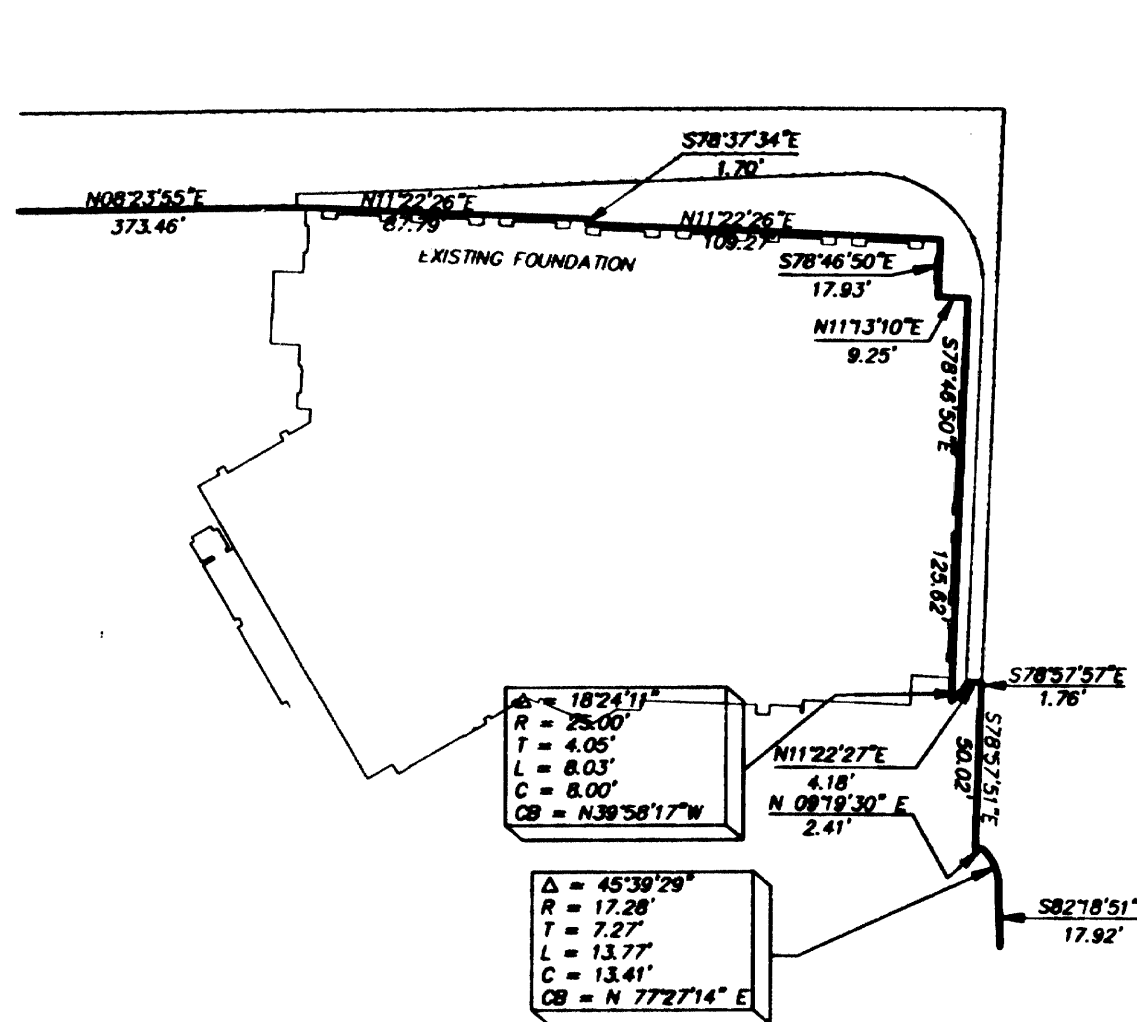 S78°37'34"E
1.70'
N08°23'55"E
373.46'
N11°22'26"E
87.79'
N11°22'26"E
109.27'
EXISTING FOUNDATION
S78°46'50"E
17.93'
N11°13'10"E
9.25'
S78°46'50"E
125.62'
S78°57'57"E
1.76'
Δ = 18°24'11"
R = 25.00'
T = 4.05'
L = 8.03'
C = 8.00'
CB = N39°58'17"W
N11°22'27"E
4.18'
S78°57'51"E
50.02'
N 09°19'30" E
2.41'
Δ = 45°39'29"
R = 17.28'
T = 7.27'
L = 13.77'
C = 13.41'
CB = N 77°27'14" E
S82°18'51"
17.92'